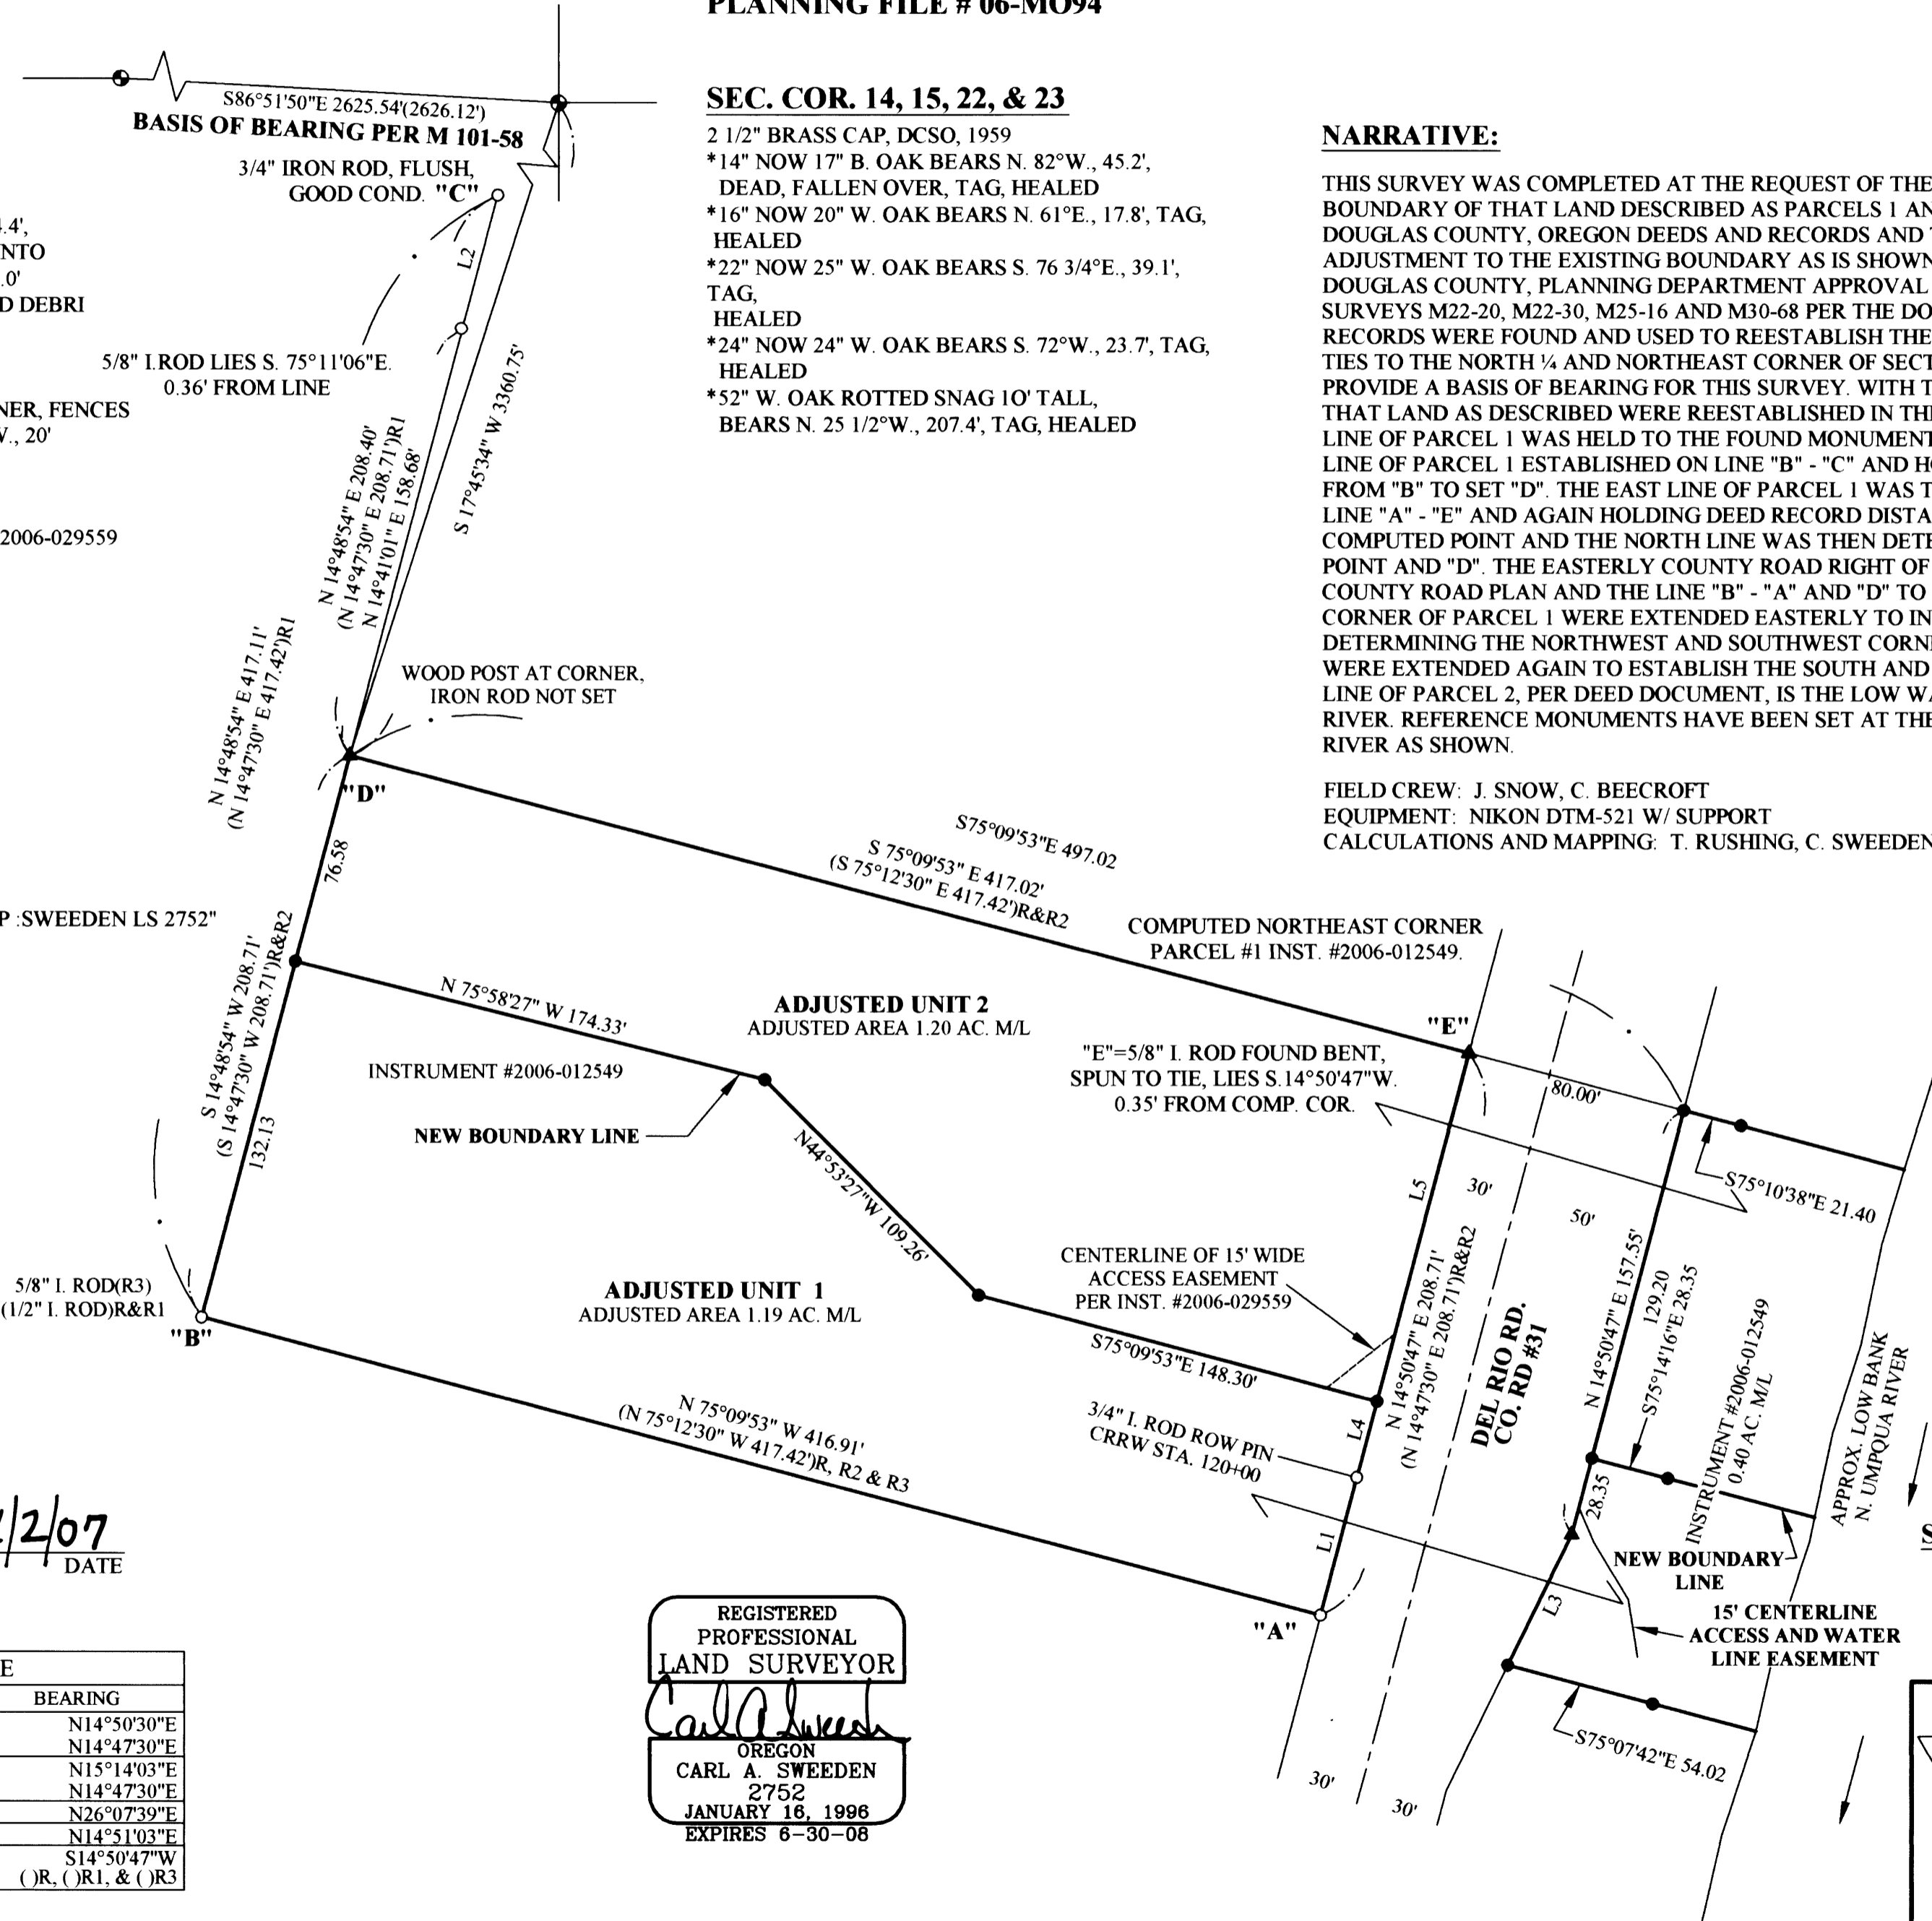 PLANNING FILE # 06-MO94
S86°51'50"E 2625.54'(2626.12')
BASIS OF BEARING PER M 101-58
3/4" IRON ROD, FLUSH,
GOOD COND. "C"
L2
SEC. COR. 14, 15, 22, & 23
2 1/2" BRASS CAP, DCSO, 1959
*14" NOW 17" B. OAK BEARS N. 82°W., 45.2',
DEAD, FALLEN OVER, TAG, HEALED
*16" NOW 20" W. OAK BEARS N. 61°E., 17.8', TAG,
HEALED
*22" NOW 25" W. OAK BEARS S. 76 3/4°E., 39.1',
TAG,
HEALED
*24" NOW 24" W. OAK BEARS S. 72°W., 23.7', TAG,
HEALED
*52" W. OAK ROTTED SNAG 10' TALL,
BEARS N. 25 1/2°W., 207.4', TAG, HEALED
NARRATIVE:
THIS SURVEY WAS COMPLETED AT THE REQUEST OF THE
BOUNDARY OF THAT LAND DESCRIBED AS PARCELS 1 AN
DOUGLAS COUNTY, OREGON DEEDS AND RECORDS AND
ADJUSTMENT TO THE EXISTING BOUNDARY AS IS SHOWN
DOUGLAS COUNTY, PLANNING DEPARTMENT APPROVAL
SURVEYS M22-20, M22-30, M25-16 AND M30-68 PER THE DO
RECORDS WERE FOUND AND USED TO REESTABLISH THE
TIES TO THE NORTH ¼ AND NORTHEAST CORNER OF SECT
PROVIDE A BASIS OF BEARING FOR THIS SURVEY. WITH T
THAT LAND AS DESCRIBED WERE REESTABLISHED IN THE
LINE OF PARCEL 1 WAS HELD TO THE FOUND MONUMENT
LINE OF PARCEL 1 ESTABLISHED ON LINE "B" - "C" AND H
FROM "B" TO SET "D". THE EAST LINE OF PARCEL 1 WAS T
LINE "A" - "E" AND AGAIN HOLDING DEED RECORD DISTA
COMPUTED POINT AND THE NORTH LINE WAS THEN DETE
POINT AND "D". THE EASTERLY COUNTY ROAD RIGHT OF
COUNTY ROAD PLAN AND THE LINE "B" - "A" AND "D" TO
CORNER OF PARCEL 1 WERE EXTENDED EASTERLY TO IN
DETERMINING THE NORTHWEST AND SOUTHWEST CORN
WERE EXTENDED AGAIN TO ESTABLISH THE SOUTH AND
LINE OF PARCEL 2, PER DEED DOCUMENT, IS THE LOW WA
RIVER. REFERENCE MONUMENTS HAVE BEEN SET AT THE
RIVER AS SHOWN.
FIELD CREW: J. SNOW, C. BEECROFT
EQUIPMENT: NIKON DTM-521 W/ SUPPORT
CALCULATIONS AND MAPPING: T. RUSHING, C. SWEEDEN
4.4',
NTO
.0'
D DEBRI
5/8" I.ROD LIES S. 75°11'06"E.
0.36' FROM LINE
NER, FENCES
V., 20'
2006-029559
N 14°48'54" E 208.40'
(N 14°47'30" E 208.71')R1
N 14°41'01" E 158.68'
S 17°45'34" W 3360.75'
N 14°48'54" E 417.11'
(N 14°47'30" E 417.42')R1
WOOD POST AT CORNER,
IRON ROD NOT SET
"D"
76.58
P :SWEEDEN LS 2752"
S75°09'53"E 497.02
S 75°09'53" E 417.02'
(S 75°12'30" E 417.42')R&R2
COMPUTED NORTHEAST CORNER
PARCEL #1 INST. #2006-012549.
S 14°48'54" W 208.71'
(S 14°47'30" W 208.71')R&R2
132.13
N 75°58'27" W 174.33'
ADJUSTED UNIT 2
ADJUSTED AREA 1.20 AC. M/L
INSTRUMENT #2006-012549
NEW BOUNDARY LINE
N44°53'27"W 109.26'
"E"
"E"=5/8" I. ROD FOUND BENT,
SPUN TO TIE, LIES S.14°50'47"W.
0.35' FROM COMP. COR.
80.00'
S75°10'38"E 21.40
L5
30'
50'
CENTERLINE OF 15' WIDE
ACCESS EASEMENT
PER INST. #2006-029559
ADJUSTED UNIT 1
ADJUSTED AREA 1.19 AC. M/L
S75°09'53"E 148.30'
N 14°50'47" E 208.71'
(N 14°47'30" E 208.71')R&R2
DEL RIO RD.
CO. RD #31
N 14°50'47" E 157.55'
129.20
S75°14'16"E 28.35
INSTRUMENT #2006-012549
0.40 AC. M/L
APPROX. LOW BANK
N. UMPQUA RIVER
5/8" I. ROD(R3)
(1/2" I. ROD)R&R1
"B"
N 75°09'53" W 416.91'
(N 75°12'30" W 417.42')R, R2 & R3
3/4" I. ROD ROW PIN
CRRW STA. 120+00
L4
L1
"A"
28.35
NEW BOUNDARY
LINE
L3
15' CENTERLINE
ACCESS AND WATER
LINE EASEMENT
S75°07'42"E 54.02
30'
30'
S
/2/07
DATE
E
BEARING
N14°50'30"E
N14°47'30"E
N15°14'03"E
N14°47'30"E
N26°07'39"E
N14°51'03"E
S14°50'47"W
( )R, ( )R1, & ( )R3
REGISTERED
PROFESSIONAL
LAND SURVEYOR
Carl A Sweeden
OREGON
CARL A. SWEEDEN
2752
JANUARY 16, 1996
EXPIRES 6-30-08